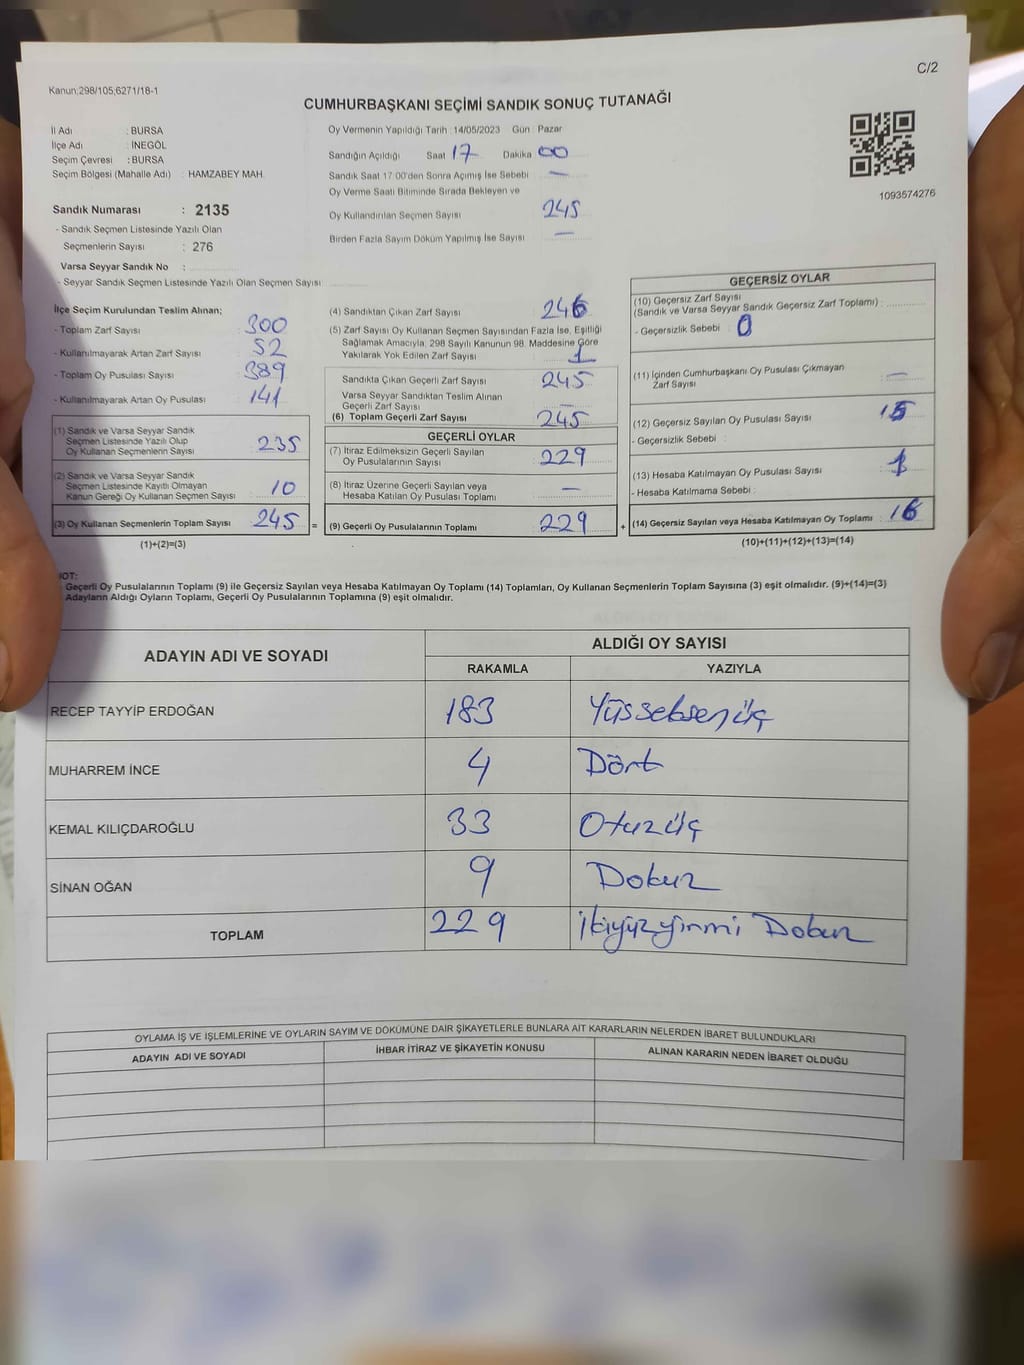 C/2
Kanun:298/105;6271/18-1
CUMHURBAŞKANI SEÇİMİ SANDIK SONUÇ TUTANAĞI
İl Adı : BURSA
İlçe Adı : İNEGÖL
Seçim Çevresi : BURSA
Seçim Bölgesi (Mahalle Adı) : HAMZABEY MAH.
Sandık Numarası : 2135
- Sandık Seçmen Listesinde Yazılı Olan
Seçmenlerin Sayısı : 276
Varsa Seyyar Sandık No :
- Seyyar Sandık Seçmen Listesinde Yazılı Olan Seçmen Sayısı
Oy Vermenin Yapıldığı Tarih : 14/05/2023 Gün : Pazar
Sandığın Açıldığı Saat 17 Dakika 00
Sandık Saat 17:00'den Sonra Açılmış İse Sebebi —
Oy Verme Saati Bitiminde Sırada Bekleyen ve
Oy Kullandırılan Seçmen Sayısı 245
Birden Fazla Sayım Döküm Yapılmış İse Sayısı —
1093574276
İlçe Seçim Kurulundan Teslim Alınan;
- Toplam Zarf Sayısı : 300
- Kullanılmayarak Artan Zarf Sayısı : 52
- Toplam Oy Pusulası Sayısı : 389
- Kullanılmayarak Artan Oy Pusulası : 141
(1) Sandık ve Varsa Seyyar Sandık
Seçmen Listesinde Yazılı Olup
Oy Kullanan Seçmenlerin Sayısı : 235
(2) Sandık ve Varsa Seyyar Sandık
Seçmen Listesinde Kayıtlı Olmayan
Kanun Gereği Oy Kullanan Seçmen Sayısı : 10
(3) Oy Kullanan Seçmenlerin Toplam Sayısı : 245 =
(1)+(2)=(3)
(4) Sandıktan Çıkan Zarf Sayısı 246
(5) Zarf Sayısı Oy Kullanan Seçmen Sayısından Fazla İse, Eşitliği
Sağlamak Amacıyla; 298 Sayılı Kanunun 98. Maddesine Göre
Yakılarak Yok Edilen Zarf Sayısı 1
Sandıkta Çıkan Geçerli Zarf Sayısı 245
Varsa Seyyar Sandıktan Teslim Alınan
Geçerli Zarf Sayısı —
(6) Toplam Geçerli Zarf Sayısı 245
GEÇERLİ OYLAR
(7) İtiraz Edilmeksizin Geçerli Sayılan
Oy Pusulalarının Sayısı 229
(8) İtiraz Üzerine Geçerli Sayılan veya
Hesaba Katılan Oy Pusulası Toplamı —
(9) Geçerli Oy Pusulalarının Toplamı 229 +
GEÇERSİZ OYLAR
(10) Geçersiz Zarf Sayısı
(Sandık ve Varsa Seyyar Sandık Geçersiz Zarf Toplamı) :
- Geçersizlik Sebebi : 0
(11) İçinden Cumhurbaşkanı Oy Pusulası Çıkmayan
Zarf Sayısı —
(12) Geçersiz Sayılan Oy Pusulası Sayısı : 15
- Geçersizlik Sebebi :
(13) Hesaba Katılmayan Oy Pusulası Sayısı : 1
- Hesaba Katılmama Sebebi :
(14) Geçersiz Sayılan veya Hesaba Katılmayan Oy Toplamı : 16
(10)+(11)+(12)+(13)=(14)
Geçerli Oy Pusulalarının Toplamı (9) ile Geçersiz Sayılan veya Hesaba Katılmayan Oy Toplamı (14) Toplamları, Oy Kullanan Seçmenlerin Toplam Sayısına (3) eşit olmalıdır. (9)+(14)=(3)
Adayların Aldığı Oyların Toplamı, Geçerli Oy Pusulalarının Toplamına (9) eşit olmalıdır.
ADAYIN ADI VE SOYADI
ALDIĞI OY SAYISI
RAKAMLA YAZIYLA
RECEP TAYYİP ERDOĞAN 183 Yüsseksenüç
MUHARREM İNCE 4 Dört
KEMAL KILIÇDAROĞLU 33 Otuzüç
SİNAN OĞAN 9 Dokuz
TOPLAM 229 ikiyüzyirmi Dokuz
OYLAMA İŞ VE İŞLEMLERİNE VE OYLARIN SAYIM VE DÖKÜMÜNE DAİR ŞİKAYETLERLE BUNLARA AİT KARARLARIN NELERDEN İBARET BULUNDUKLARI
ADAYIN ADI VE SOYADI
İHBAR İTİRAZ VE ŞİKAYETİN KONUSU
ALINAN KARARIN NEDEN İBARET OLDUĞU